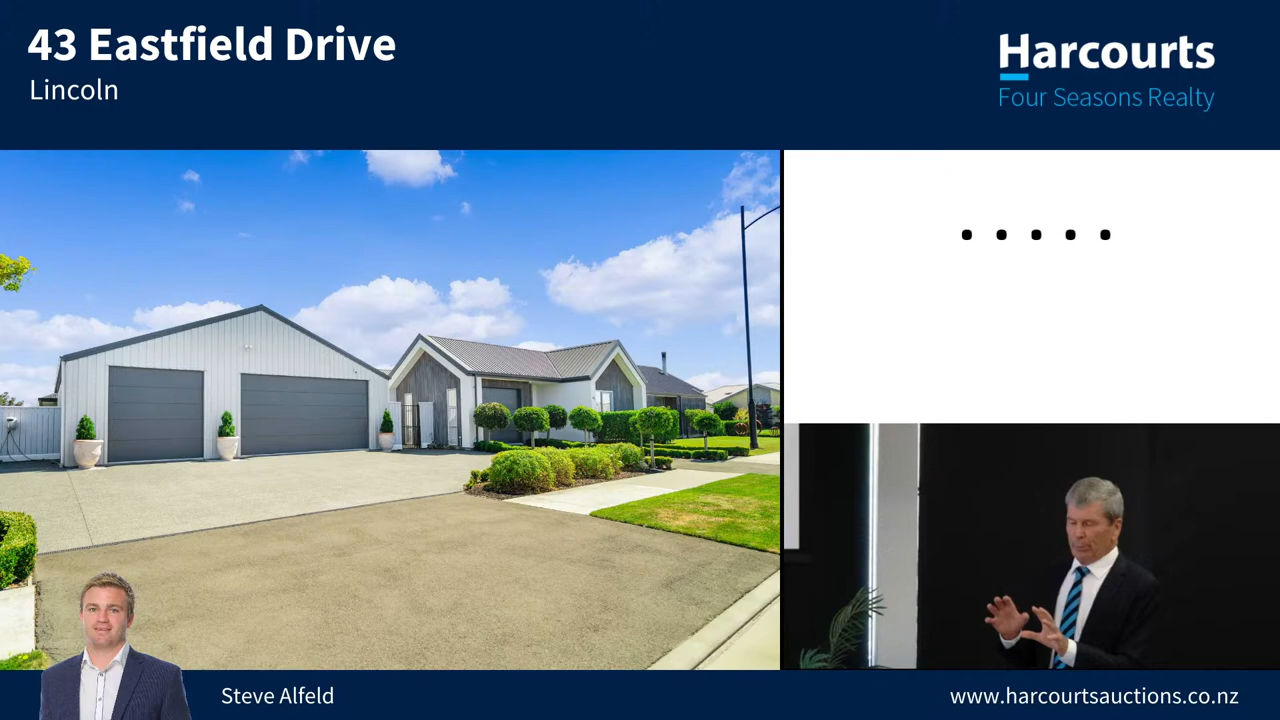 43 Eastfield Drive
Lincoln
Harcourts
Four Seasons Realty
.....
Steve Alfeld
www.harcourtsauctions.co.nz